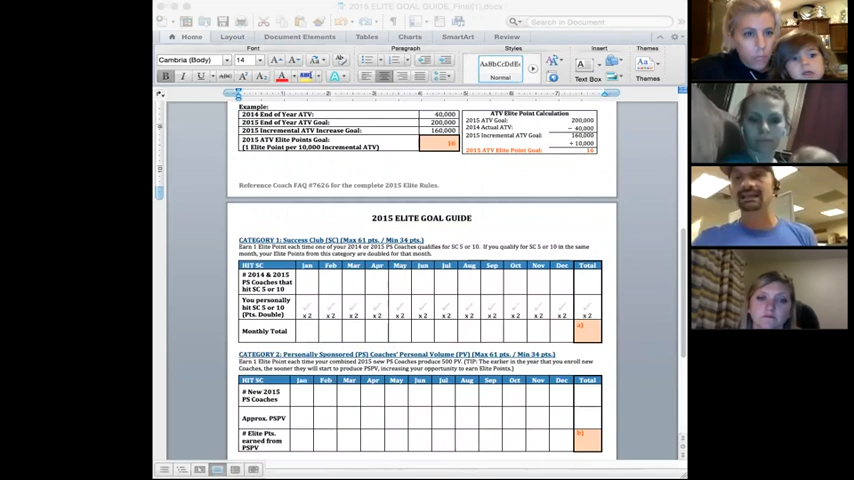 2015 ELITE GOAL GUIDE_Final[1].docx
Search in Document
Home Layout Document Elements Tables Charts SmartArt Review
Font Paragraph Styles Insert Themes
Cambria (Body) 14
AaBbCcDdEe
Normal
Text Box Themes
Example:
2014 End of Year ATV: 40,000
2015 End of Year ATV Goal: 200,000
2015 Incremental ATV Increase Goal: 160,000
2015 ATV Elite Points Goal: 16
(1 Elite Point per 10,000 Incremental ATV)
ATV Elite Point Calculation
2015 ATV Goal: 200,000
2014 Actual ATV: – 40,000
2015 Incremental ATV Goal: 160,000
÷ 10,000
2015 ATV Elite Point Goal: 16
Reference Coach FAQ #7626 for the complete 2015 Elite Rules.
2015 ELITE GOAL GUIDE
CATEGORY 1: Success Club (SC) (Max 61 pts. / Min 34 pts.)
Earn 1 Elite Point each time one of your 2014 or 2015 PS Coaches qualifies for SC 5 or 10. If you qualify for SC 5 or 10 in the same
month, your Elite Points from this category are doubled for that month.
HIT SC Jan Feb Mar Apr May Jun Jul Aug Sep Oct Nov Dec Total
# 2014 & 2015
PS Coaches that
hit SC 5 or 10
You personally
hit SC 5 or 10
(Pts. Double) x 2 x 2 x 2 x 2 x 2 x 2 x 2 x 2 x 2 x 2 x 2 x 2 x 2
Monthly Total a)
CATEGORY 2: Personally Sponsored (PS) Coaches' Personal Volume (PV) (Max 61 pts. / Min 34 pts.)
Earn 1 Elite Point each time your combined 2015 new PS Coaches produce 500 PV. (TIP: The earlier in the year that you enroll new
Coaches, the sooner they will start to produce PSPV, increasing your opportunity to earn Elite Points.)
HIT SC Jan Feb Mar Apr May Jun Jul Aug Sep Oct Nov Dec Total
# New 2015
PS Coaches
Approx. PSPV
# Elite Pts. b)
earned from
PSPV